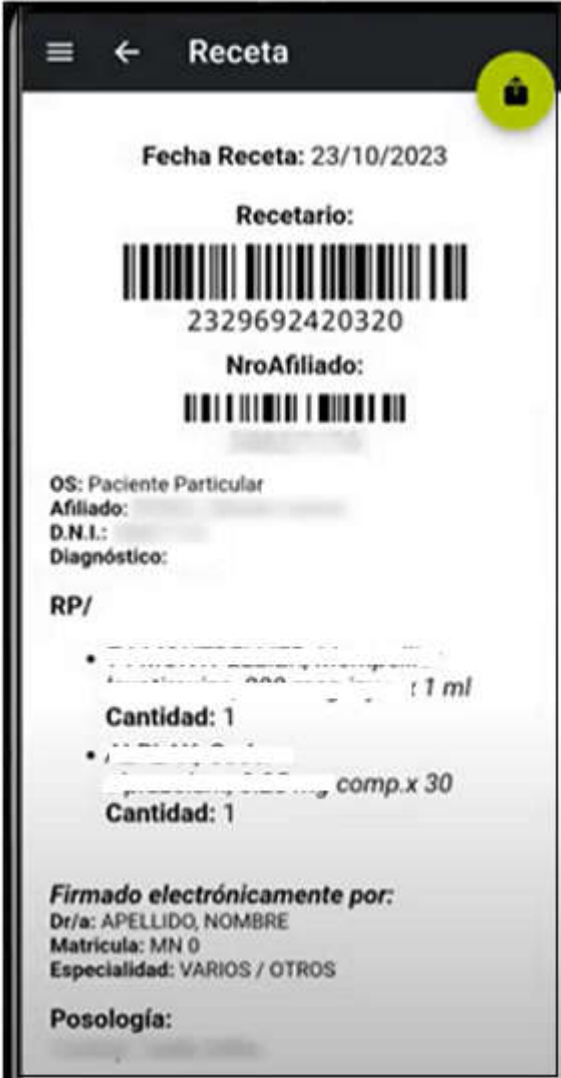 Receta
Fecha Receta: 23/10/2023
Recetario:
2329692420320
NroAfiliado:
OS: Paciente Particular
Afiliado:
D.N.I.:
Diagnóstico:
RP/
1 ml
Cantidad: 1
comp.x 30
Cantidad: 1
Firmado electrónicamente por:
Dr/a: APELLIDO, NOMBRE
Matricula: MN 0
Especialidad: VARIOS / OTROS
Posología: